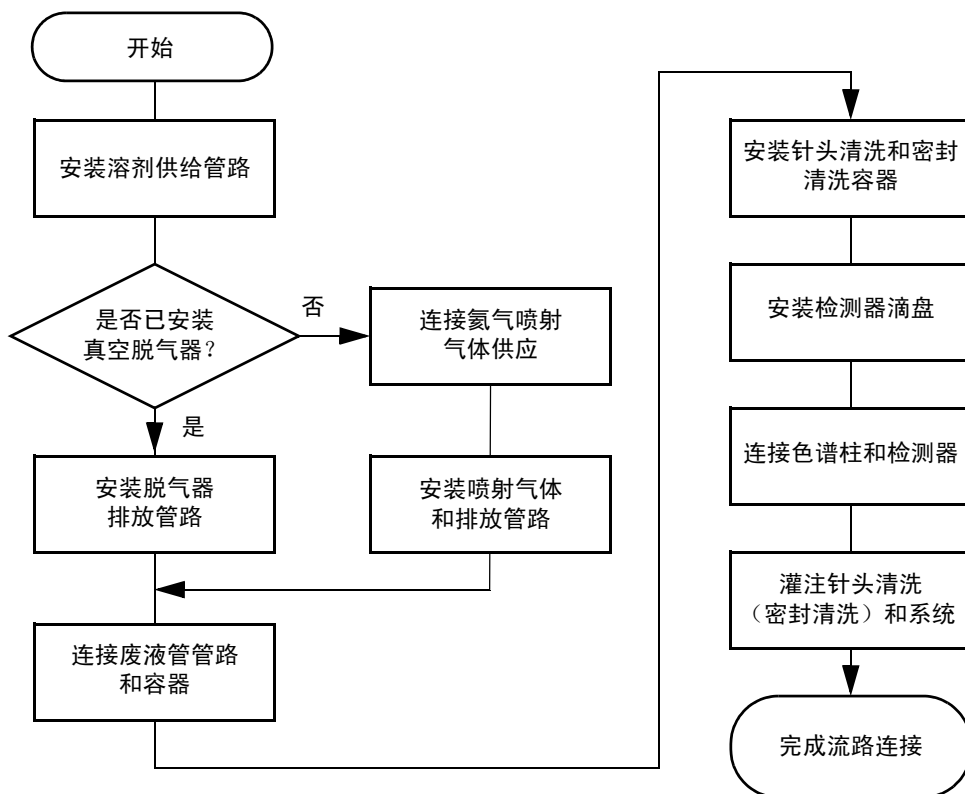 开始
安装溶剂供给管路
是否已安装
真空脱气器？
否
是
连接氦气喷射
气体供应
安装脱气器
排放管路
安装喷射气体
和排放管路
连接废液管管路
和容器
安装针头清洗和密封
清洗容器
安装检测器滴盘
连接色谱柱和检测器
灌注针头清洗
（密封清洗）和系统
完成流路连接